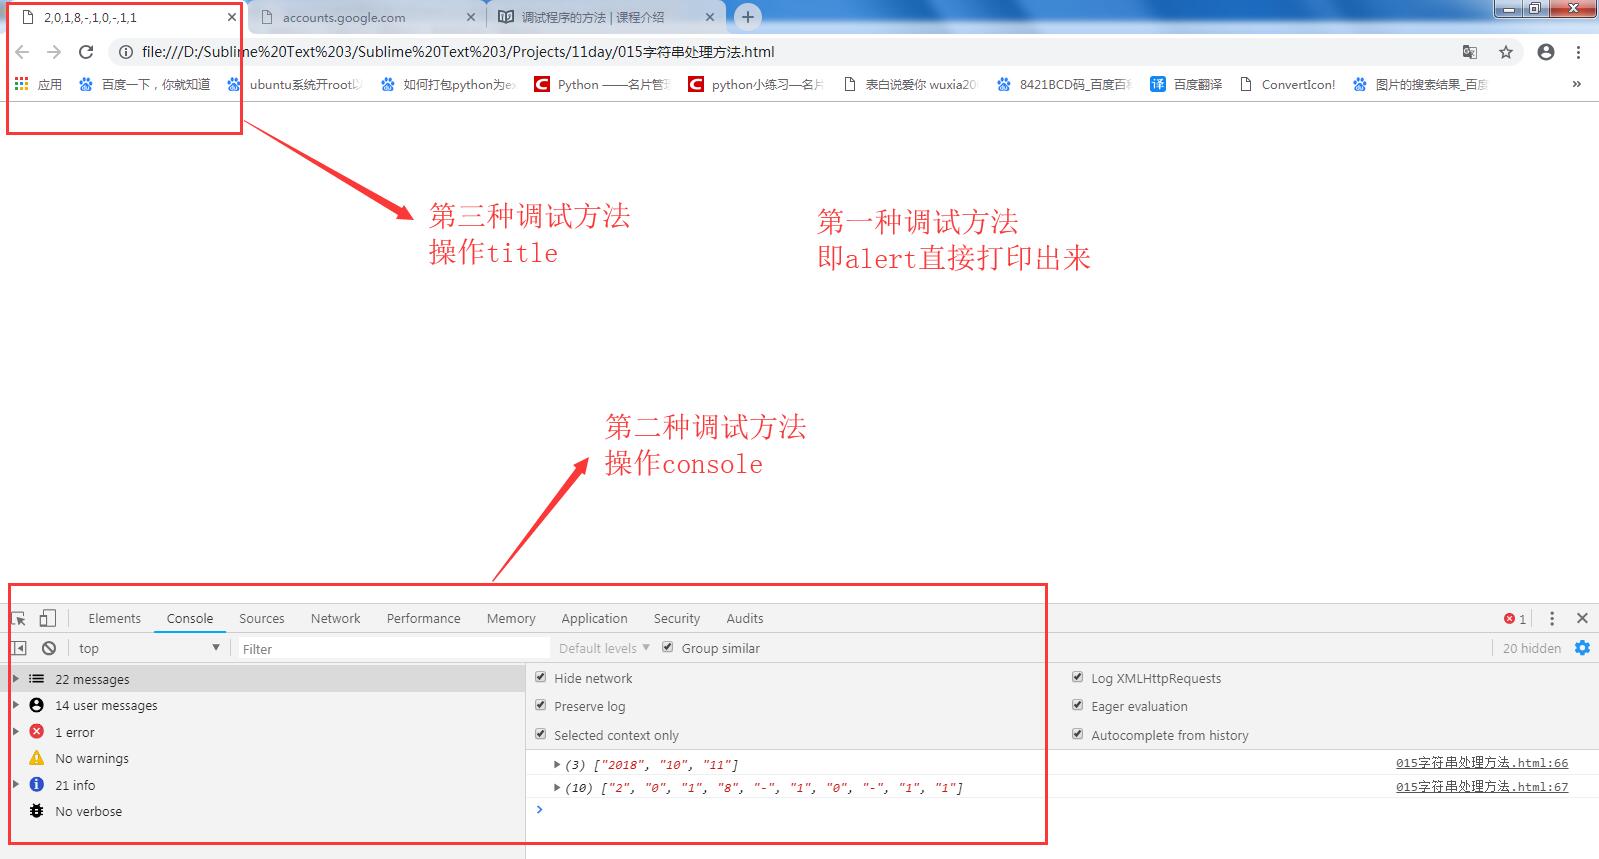 2,0,1,8,-,1,0,-,1,1
accounts.google.com
调试程序的方法 | 课程介绍
file:///D:/Sublime%20Text%203/Sublime%20Text%203/Projects/11day/015字符串处理方法.html
应用
百度一下，你就知道
ubuntu系统开root以
如何打包python为ex
Python ——名片管理
python小练习—名片
表白说爱你 wuxia20
8421BCD码_百度百科
译
百度翻译
ConvertIcon!
图片的搜索结果_百度
»
第三种调试方法
操作title
第一种调试方法
即alert直接打印出来
第二种调试方法
操作console
Elements
Console
Sources
Network
Performance
Memory
Application
Security
Audits
1
top
Filter
Default levels
Group similar
20 hidden
22 messages
14 user messages
1 error
No warnings
21 info
No verbose
Hide network
Preserve log
Selected context only
Log XMLHttpRequests
Eager evaluation
Autocomplete from history
(3) ["2018", "10", "11"]
015字符串处理方法.html:66
(10) ["2", "0", "1", "8", "-", "1", "0", "-", "1", "1"]
015字符串处理方法.html:67